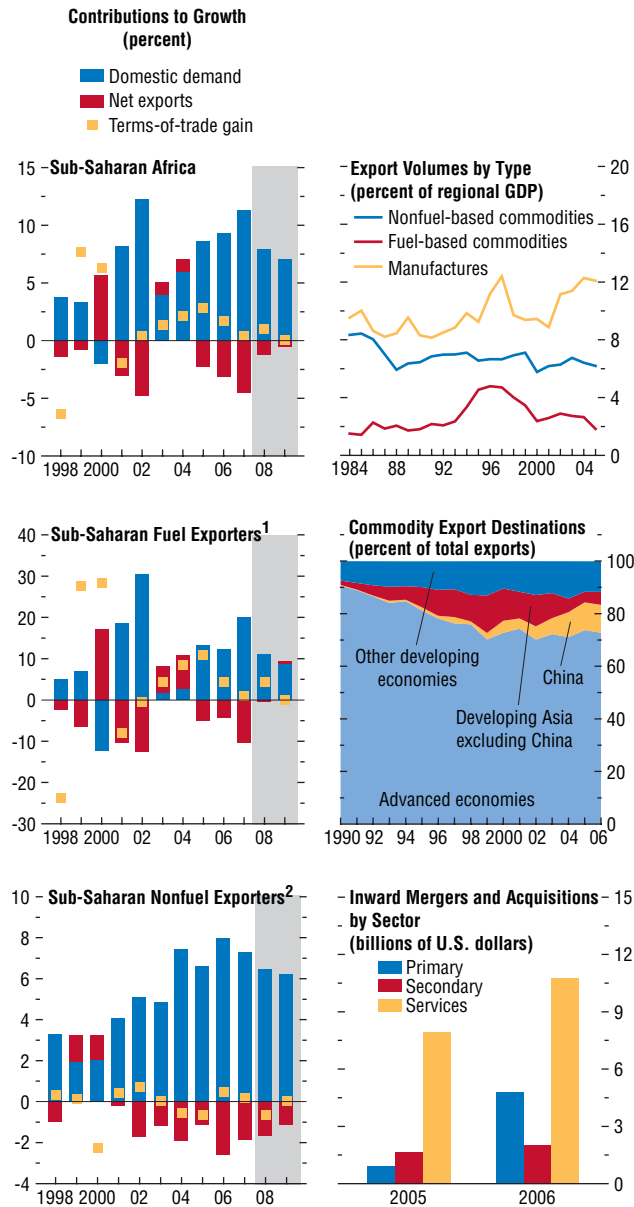 Contributions to Growth
(percent)
Domestic demand
Net exports
Terms-of-trade gain
Sub-Saharan Africa
15
10
5
0
-5
-10
1998 2000 02 04 06 08
Export Volumes by Type
(percent of regional GDP)
Nonfuel-based commodities
Fuel-based commodities
Manufactures
20
16
12
8
4
0
1984 88 92 96 2000 04
Sub-Saharan Fuel Exporters1
40
30
20
10
0
-10
-20
-30
1998 2000 02 04 06 08
Commodity Export Destinations
(percent of total exports)
Other developing
economies
China
Developing Asia
excluding China
Advanced economies
100
80
60
40
20
0
1990 92 94 96 98 2000 02 04 06
Sub-Saharan Nonfuel Exporters2
10
8
6
4
2
0
-2
-4
1998 2000 02 04 06 08
Inward Mergers and Acquisitions
by Sector
(billions of U.S. dollars)
Primary
Secondary
Services
15
12
9
6
3
0
2005 2006